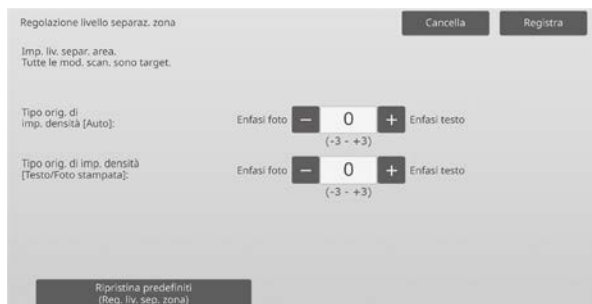 Regolazione livello separaz. zona
Cancella
Registra
Imp. liv. separ. area.
Tutte le mod. scan. sono target.
Tipo orig. di
imp. densità [Auto]:
Enfasi foto
−
0
+
Enfasi testo
(-3 - +3)
Tipo orig. di imp. densità
[Testo/Foto stampata]:
Enfasi foto
−
0
+
Enfasi testo
(-3 - +3)
Ripristina predefiniti
(Reg. liv. sep. zona)